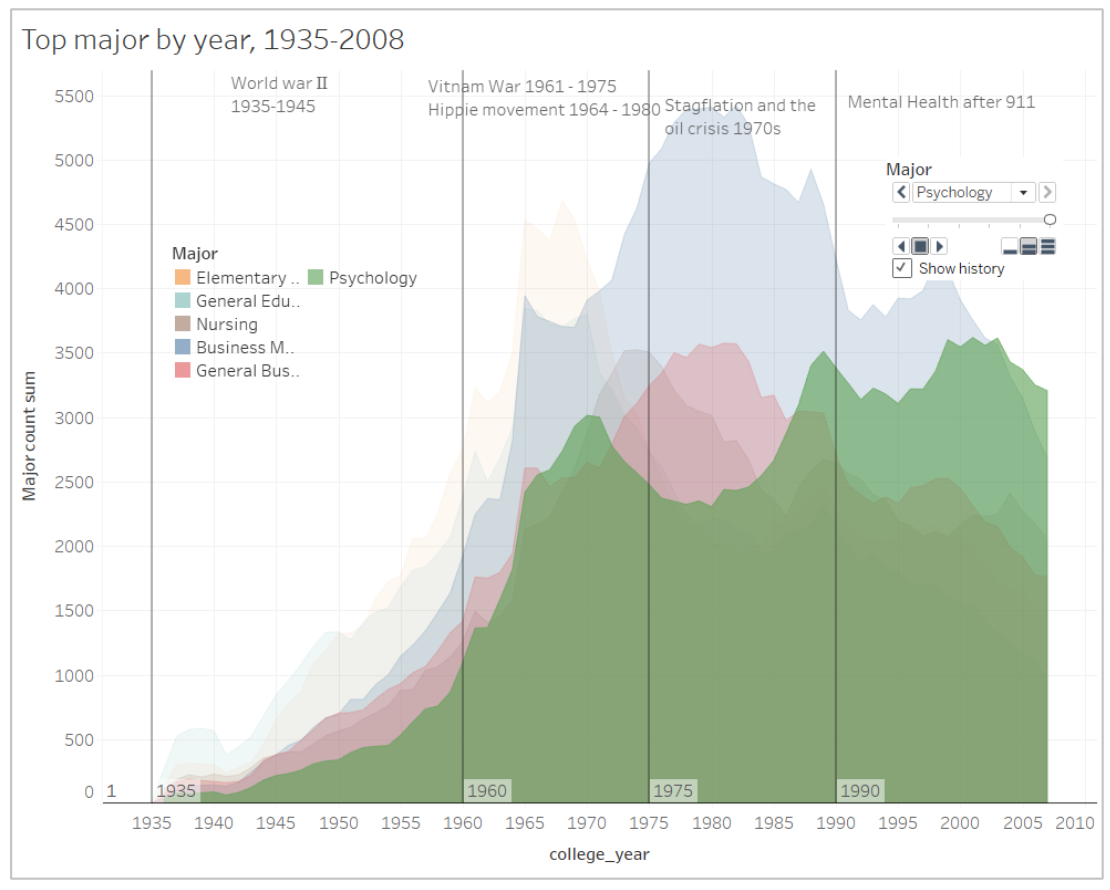 Top major by year, 1935-2008
World war II
1935-1945
Vitnam War 1961 - 1975
Hippie movement 1964 - 1980
Stagflation and the
oil crisis 1970s
Mental Health after 911
Major
Psychology
Show history
Major
Elementary .. Psychology
General Edu..
Nursing
Business M..
General Bus..
Major count sum
5500
5000
4500
4000
3500
3000
2500
2000
1500
1000
500
0
1 1935 1960 1975 1990
1935 1940 1945 1950 1955 1960 1965 1970 1975 1980 1985 1990 1995 2000 2005 2010
college_year